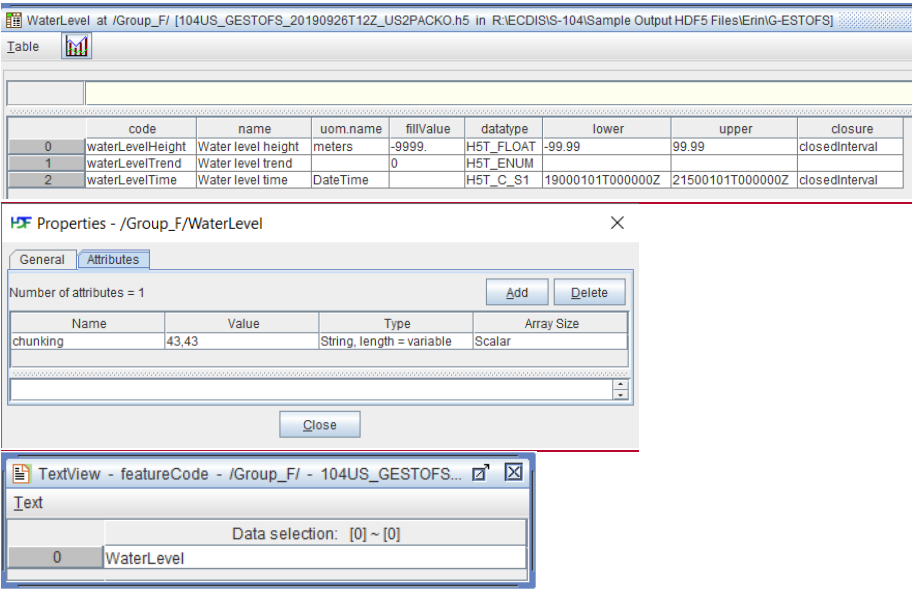 WaterLevel at /Group_F/ [104US_GESTOFS_20190926T12Z_US2PACKO.h5 in R:\ECDIS\S-104\Sample Output HDF5 Files\Erin\G-ESTOFS]
Table
code name uom.name fillValue datatype lower upper closure
0 waterLevelHeight Water level height meters -9999. H5T_FLOAT -99.99 99.99 closedInterval
1 waterLevelTrend Water level trend 0 H5T_ENUM
2 waterLevelTime Water level time DateTime H5T_C_S1 19000101T000000Z 21500101T000000Z closedInterval
HDF Properties - /Group_F/WaterLevel
General Attributes
Number of attributes = 1 Add Delete
Name Value Type Array Size
chunking 43,43 String, length = variable Scalar
Close
TextView - featureCode - /Group_F/ - 104US_GESTOFS...
Text
Data selection: [0] ~ [0]
0 WaterLevel